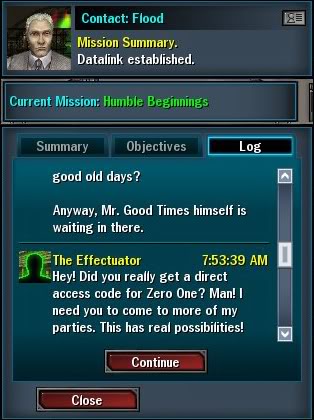 Contact: Flood
Mission Summary.
Datalink established.
Current Mission: Humble Beginnings
Summary
Objectives
Log
good old days?
Anyway, Mr. Good Times himself is
waiting in there.
The Effectuator 7:53:39 AM
Hey! Did you really get a direct
access code for Zero One? Man! I
need you to come to more of my
parties. This has real possibilities!
Continue
Close